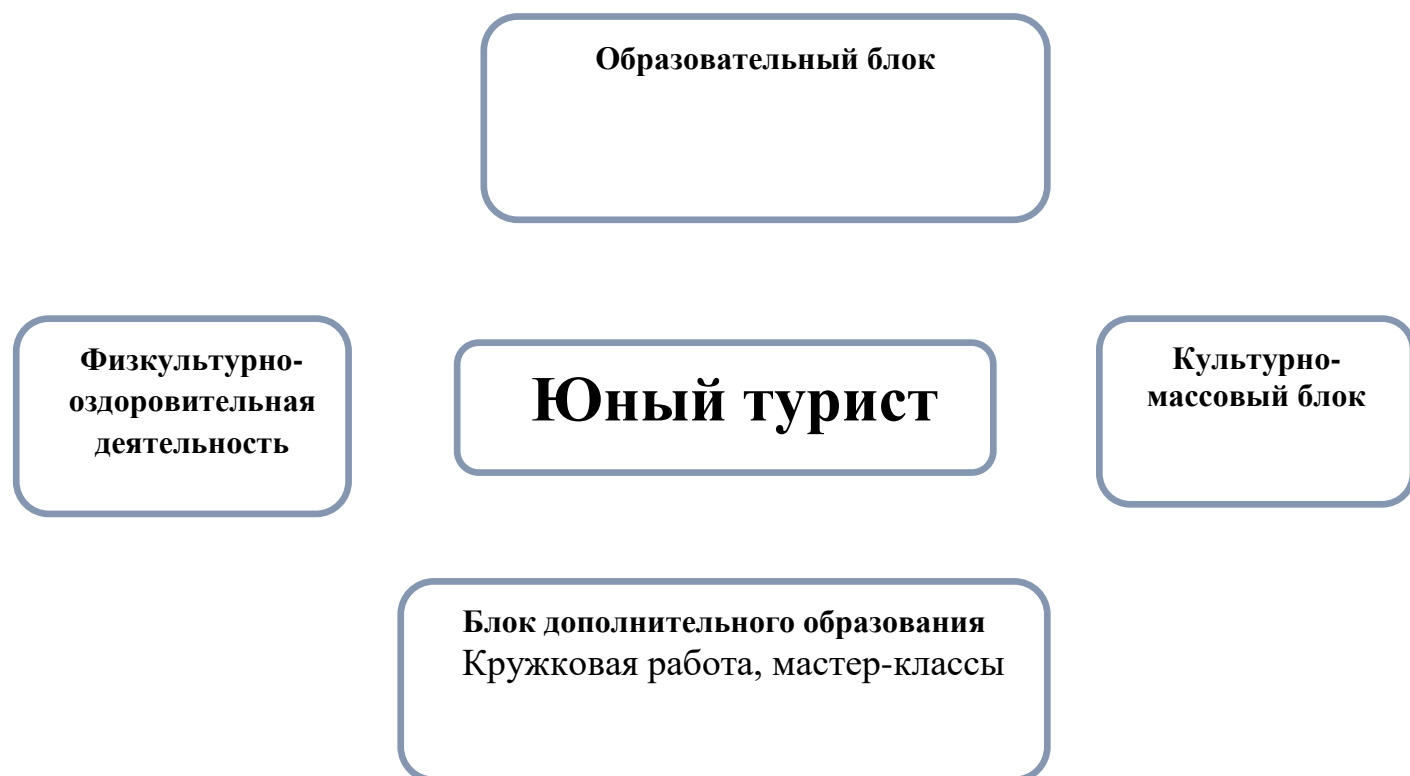 Образовательный блок
Физкультурно-
оздоровительная
деятельность
Юный турист
Культурно-
массовый блок
Блок дополнительного образования
Кружковая работа, мастер-классы